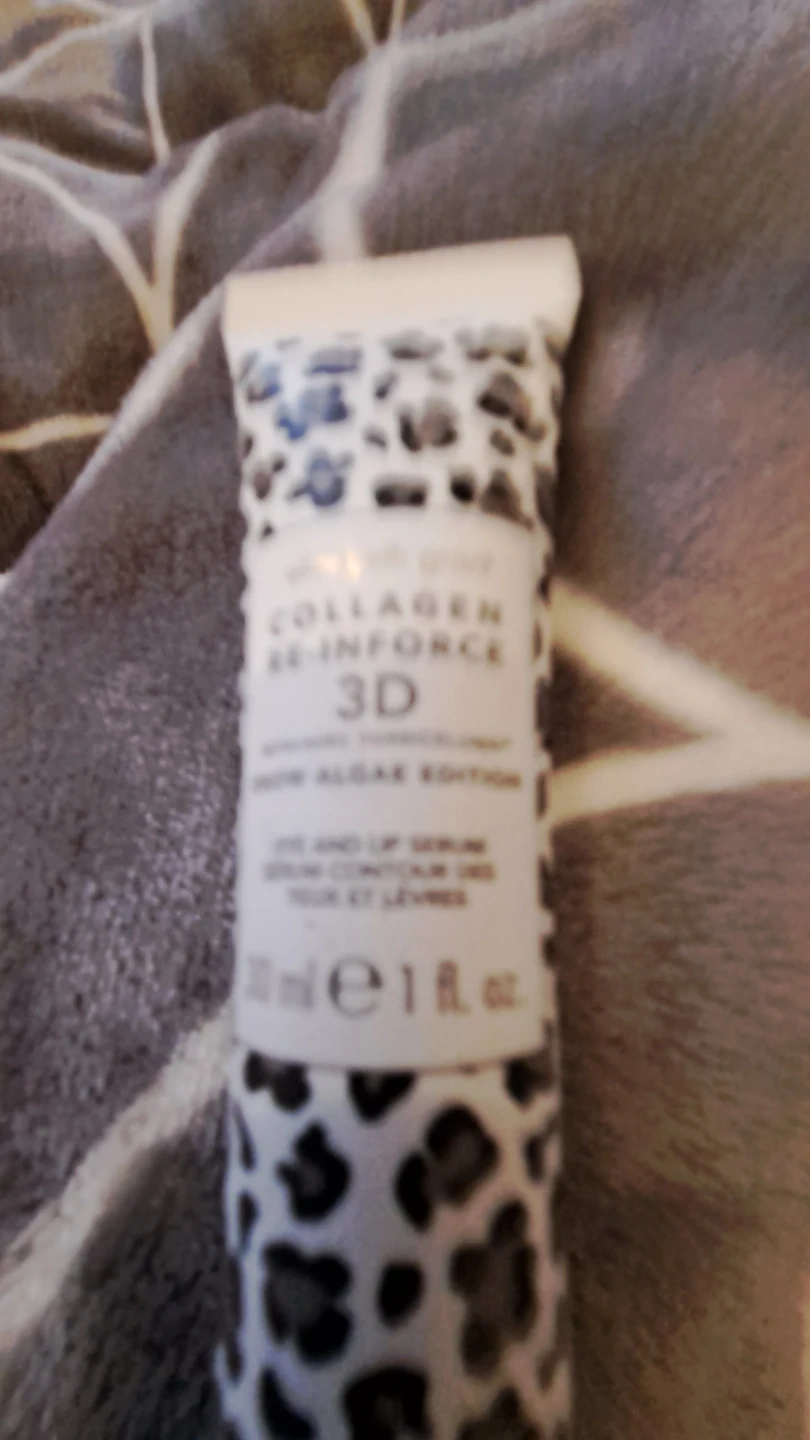 COLLAGEN
RE-INFORCE
3D
SNOW ALGAE EDITION
EYE AND LIP SERUM
SÉRUM CONTOUR DES
YEUX ET LÈVRES
30 ml e 1 fl. oz.